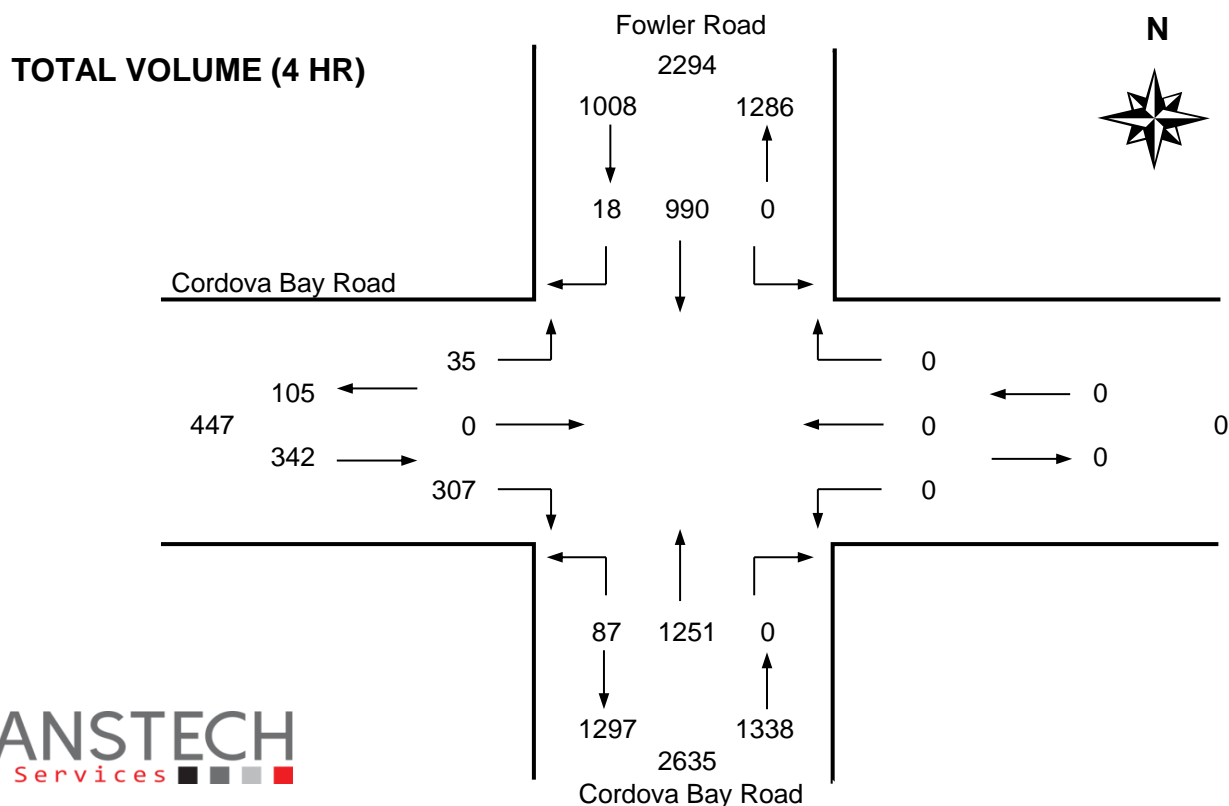 Fowler Road
N
TOTAL VOLUME (4 HR)
2294
1008 1286
18 990 0
Cordova Bay Road
35 0
105 0
447 0 0 0
342 0
307 0
87 1251 0
1297 1338
2635
Cordova Bay Road
ANSTECH
Services